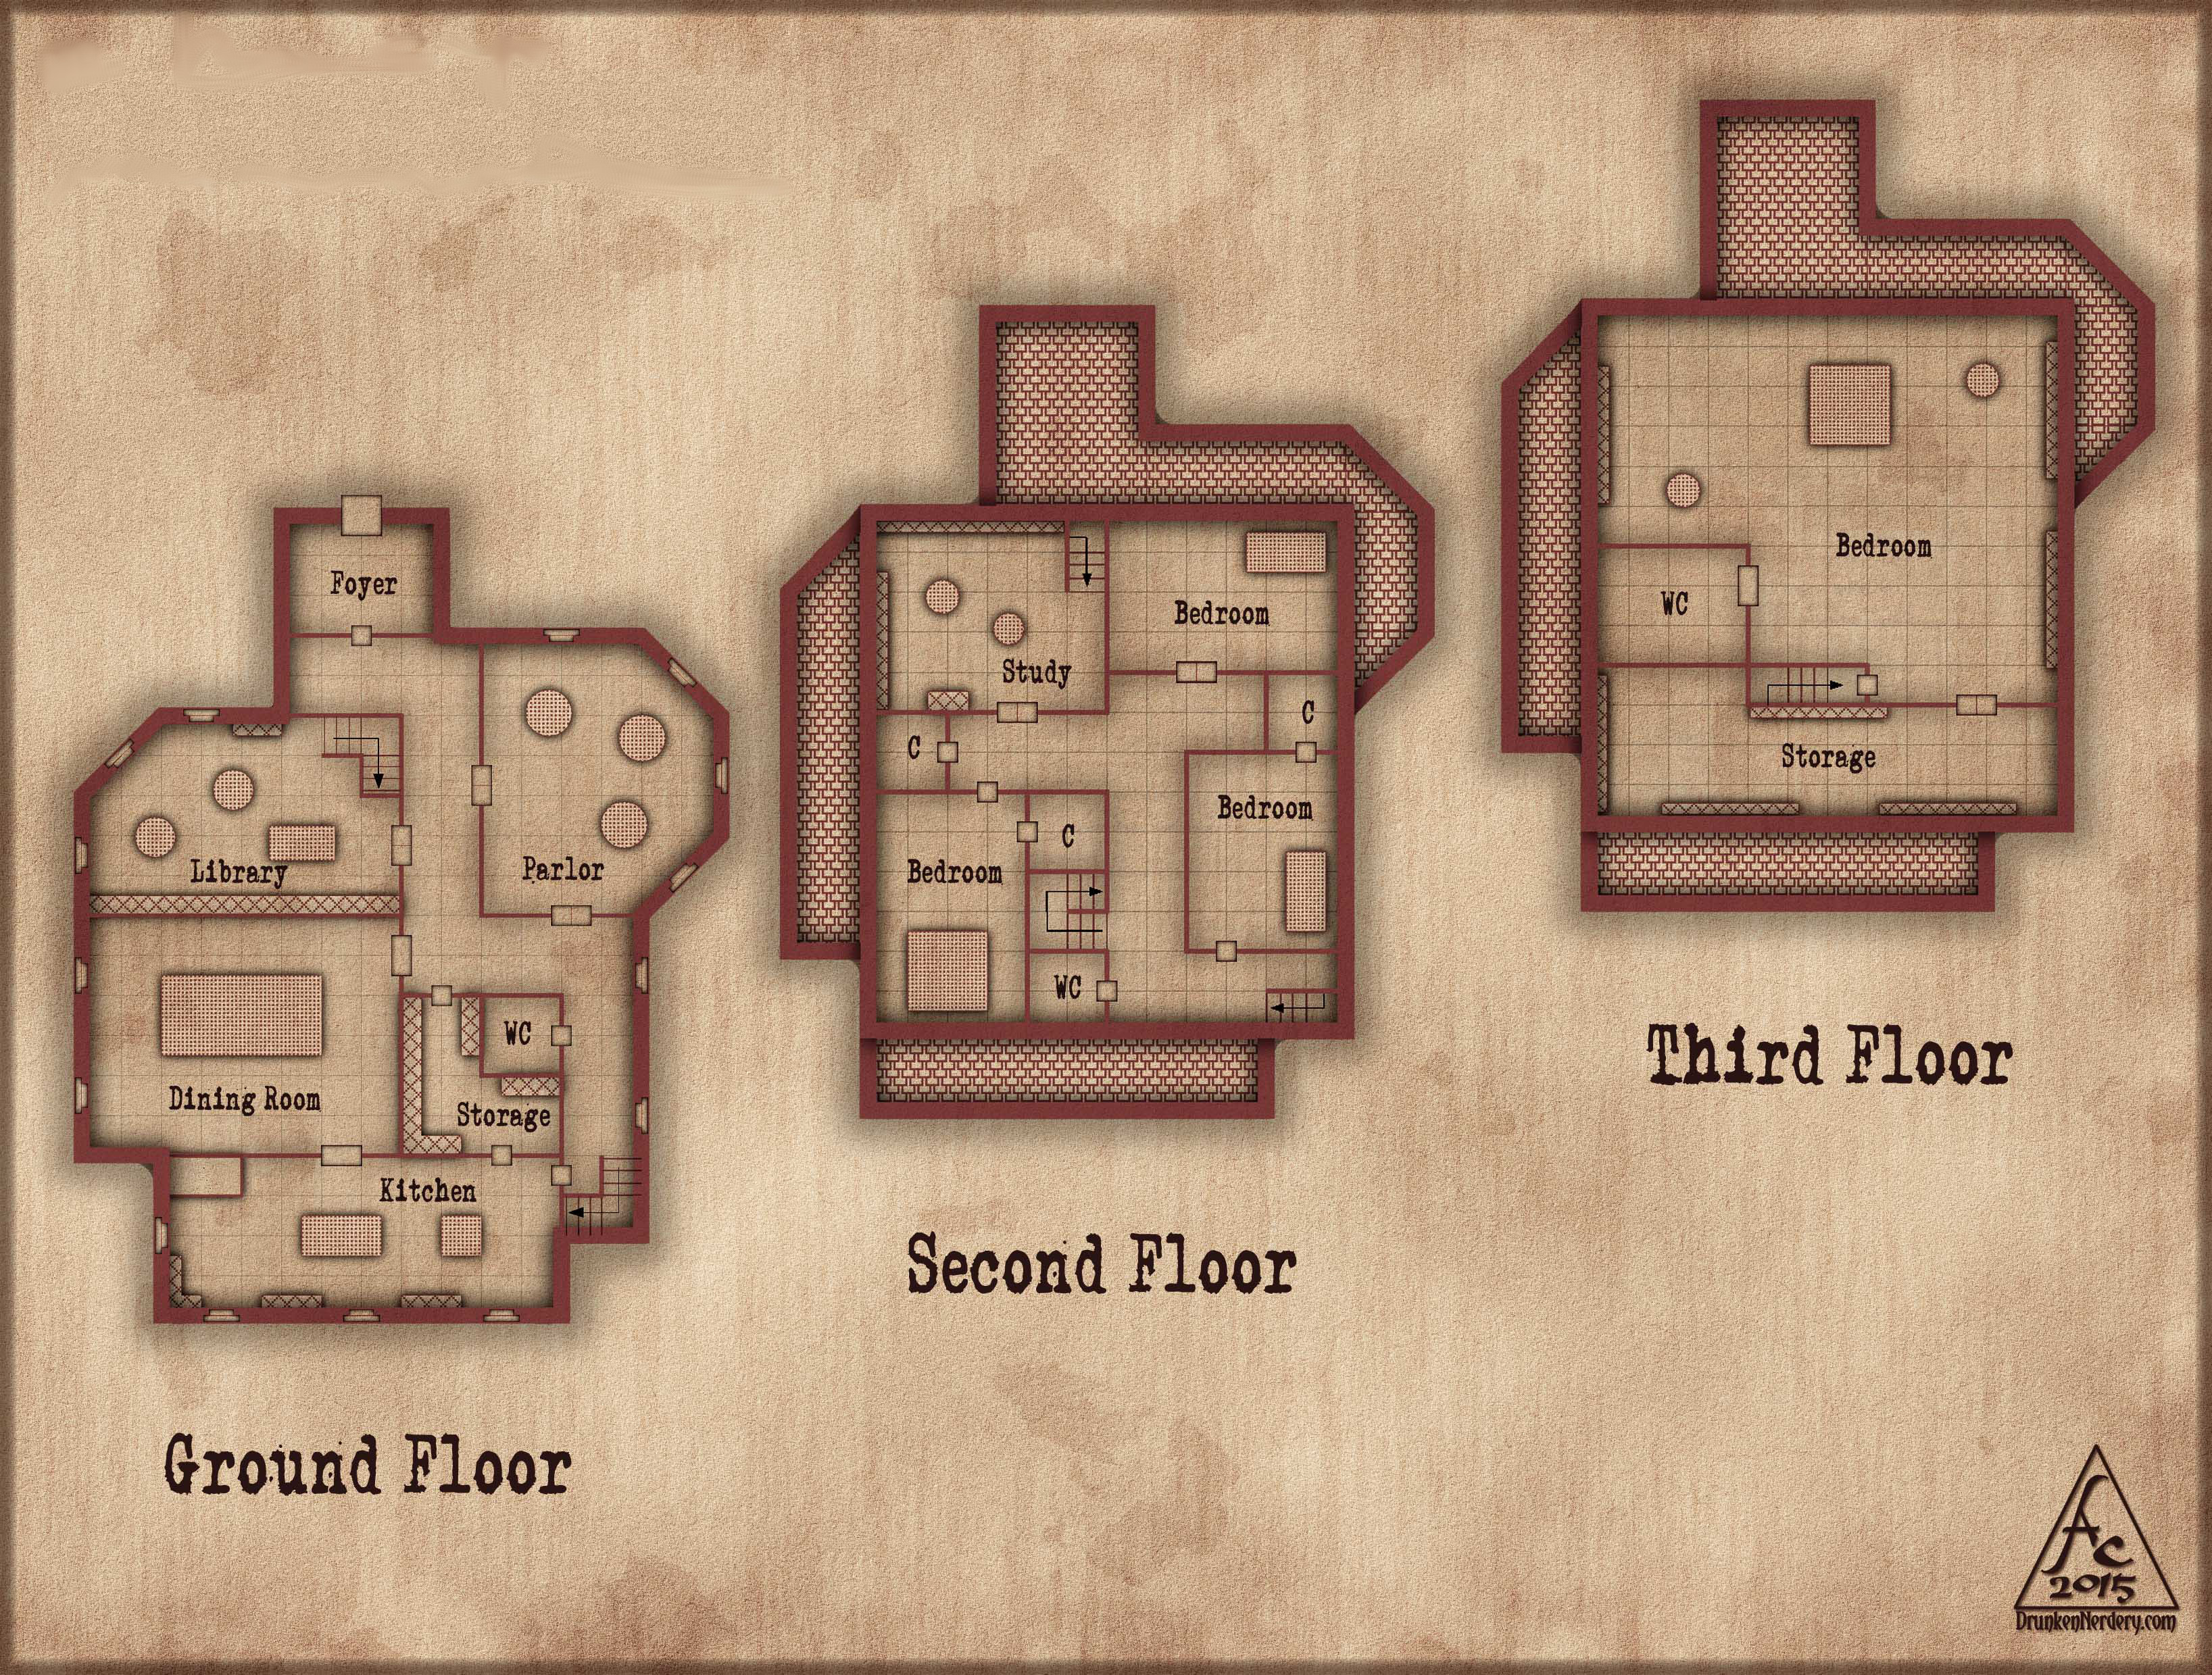 Foyer
Library
Parlor
Dining Room
WC
Storage
Kitchen
Ground Floor
Study
Bedroom
C
C
Bedroom
C
Bedroom
WC
Second Floor
Bedroom
WC
Storage
Third Floor
AC
2015
DrunkenNerdery.com